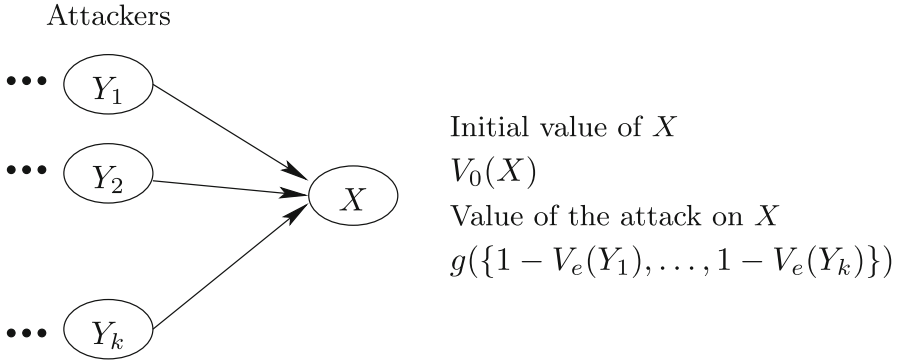 Attackers
••• Y₁
••• Y₂
X
••• Yₖ
Initial value of X
V₀(X)
Value of the attack on X
g({1 − Vₑ(Y₁), . . . , 1 − Vₑ(Yₖ)})